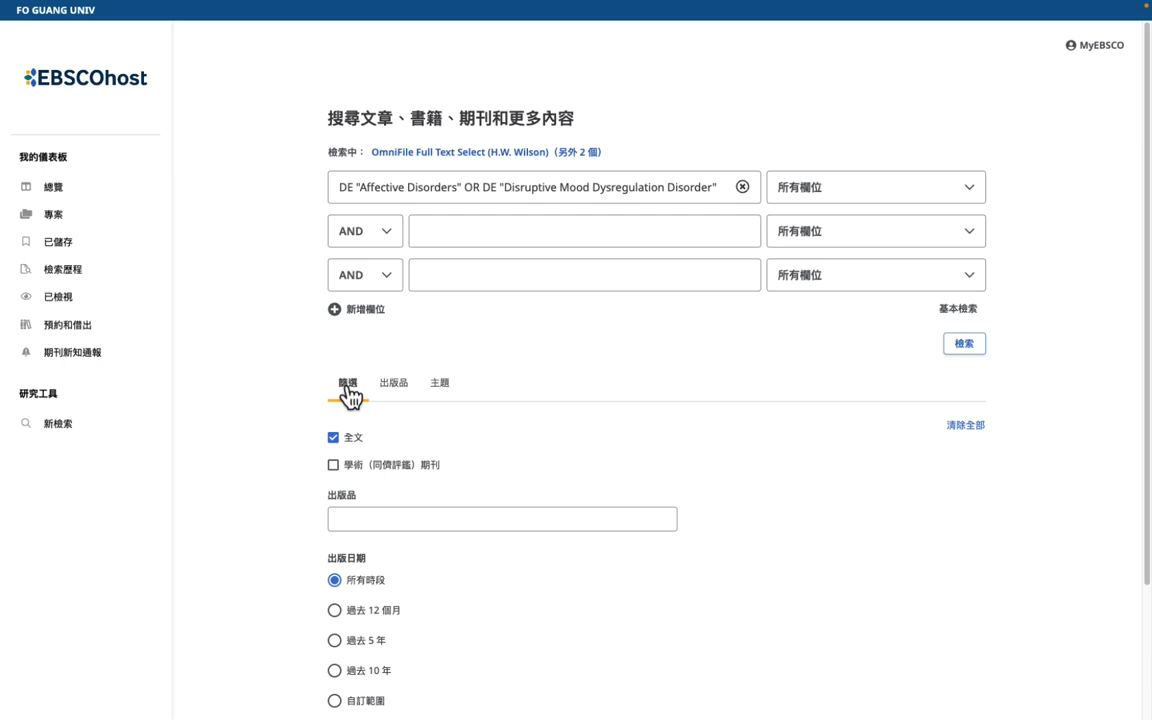 FO GUANG UNIV
MyEBSCO
EBSCOhost
我的儀表板
總覽
專案
已儲存
檢索歷程
已檢視
預約和借出
期刊新知通報
研究工具
新檢索
搜尋文章、書籍、期刊和更多內容
檢索中： OmniFile Full Text Select (H.W. Wilson)（另外 2 個）
DE "Affective Disorders" OR DE "Disruptive Mood Dysregulation Disorder" 所有欄位
AND 所有欄位
AND 所有欄位
新增欄位 基本檢索
檢索
篩選 出版品 主題
清除全部
全文
學術（同儕評鑑）期刊
出版品
出版日期
所有時段
過去 12 個月
過去 5 年
過去 10 年
自訂範圍